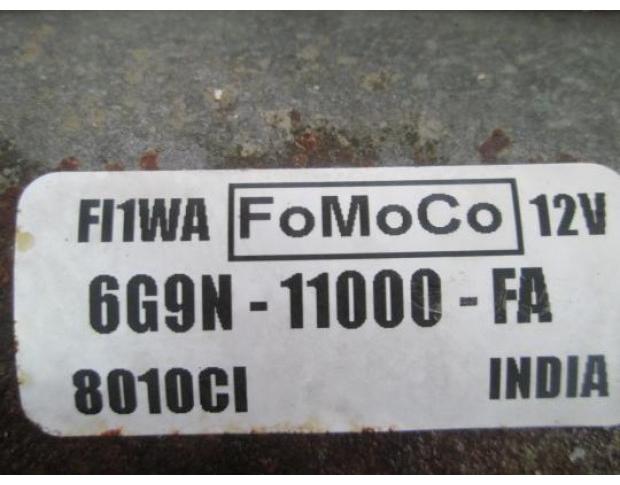 FI1WA FoMoCo 12V
6G9N - 11000 - FA
8010CI INDIA